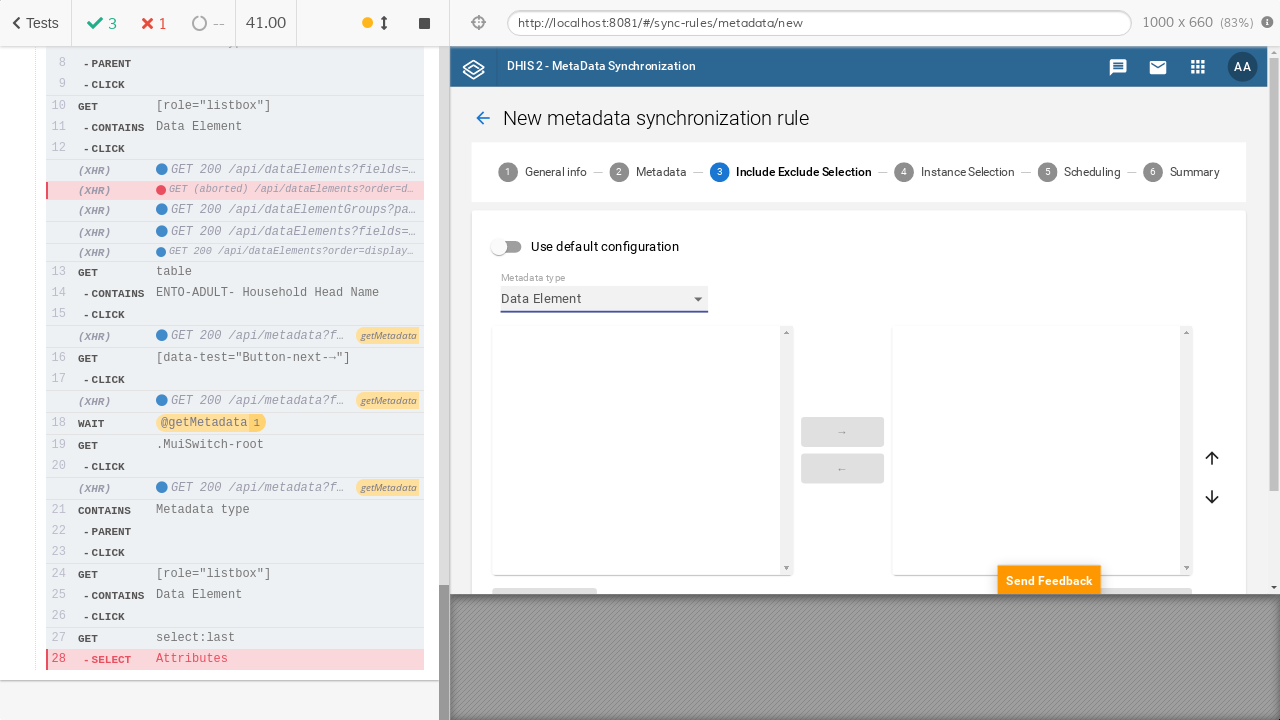 Tests
3
1
--
41.00
http://localhost:8081/#/sync-rules/metadata/new
1000 x 660 (83%)
8 - PARENT
9 - CLICK
10 GET [role="listbox"]
11 - CONTAINS Data Element
12 - CLICK
(XHR) GET 200 /api/dataElements?fields=…
(XHR) GET (aborted) /api/dataElements?order=d…
(XHR) GET 200 /api/dataElementGroups?pa…
(XHR) GET 200 /api/dataElements?fields=…
(XHR) GET 200 /api/dataElements?order=display…
13 GET table
14 - CONTAINS ENTO-ADULT- Household Head Name
15 - CLICK
(XHR) GET 200 /api/metadata?f… getMetadata
16 GET [data-test="Button-next-→"]
17 - CLICK
(XHR) GET 200 /api/metadata?f… getMetadata
18 WAIT @getMetadata 1
19 GET .MuiSwitch-root
20 - CLICK
(XHR) GET 200 /api/metadata?f… getMetadata
21 CONTAINS Metadata type
22 - PARENT
23 - CLICK
24 GET [role="listbox"]
25 - CONTAINS Data Element
26 - CLICK
27 GET select:last
28 - SELECT Attributes
DHIS 2 - MetaData Synchronization
AA
New metadata synchronization rule
1 General info
2 Metadata
3 Include Exclude Selection
4 Instance Selection
5 Scheduling
6 Summary
Use default configuration
Metadata type
Data Element
→
←
Send Feedback